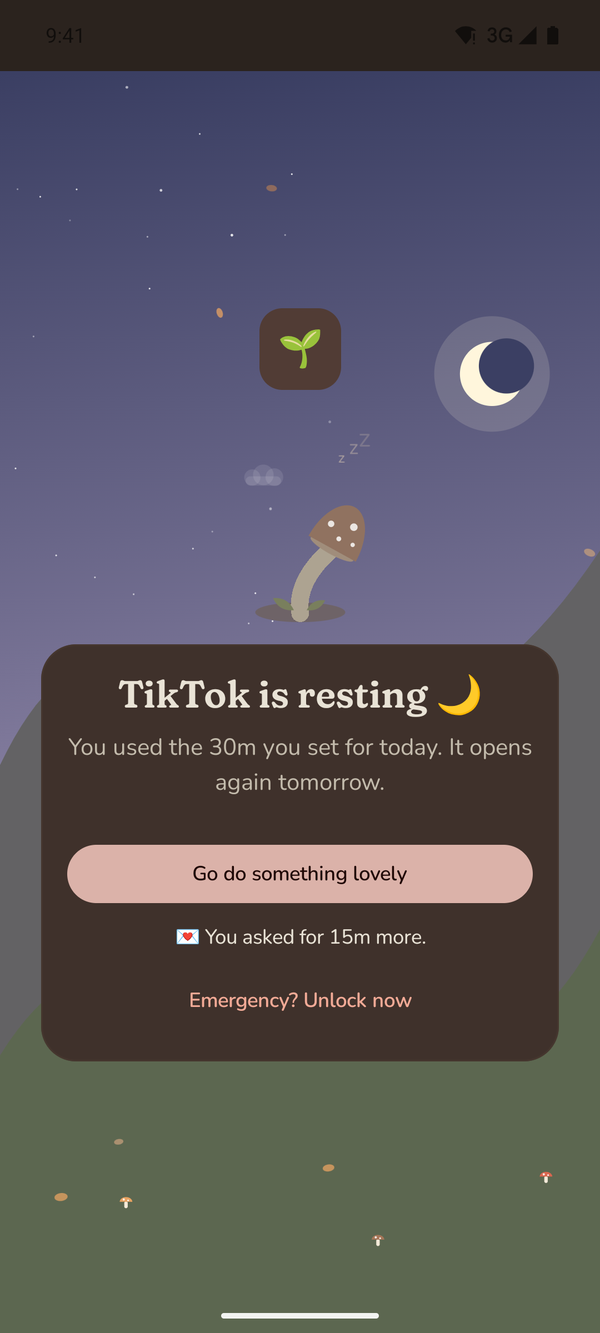 9:41
3G
z z Z
TikTok is resting 🌙
You used the 30m you set for today. It opens
again tomorrow.
Go do something lovely
💌 You asked for 15m more.
Emergency? Unlock now